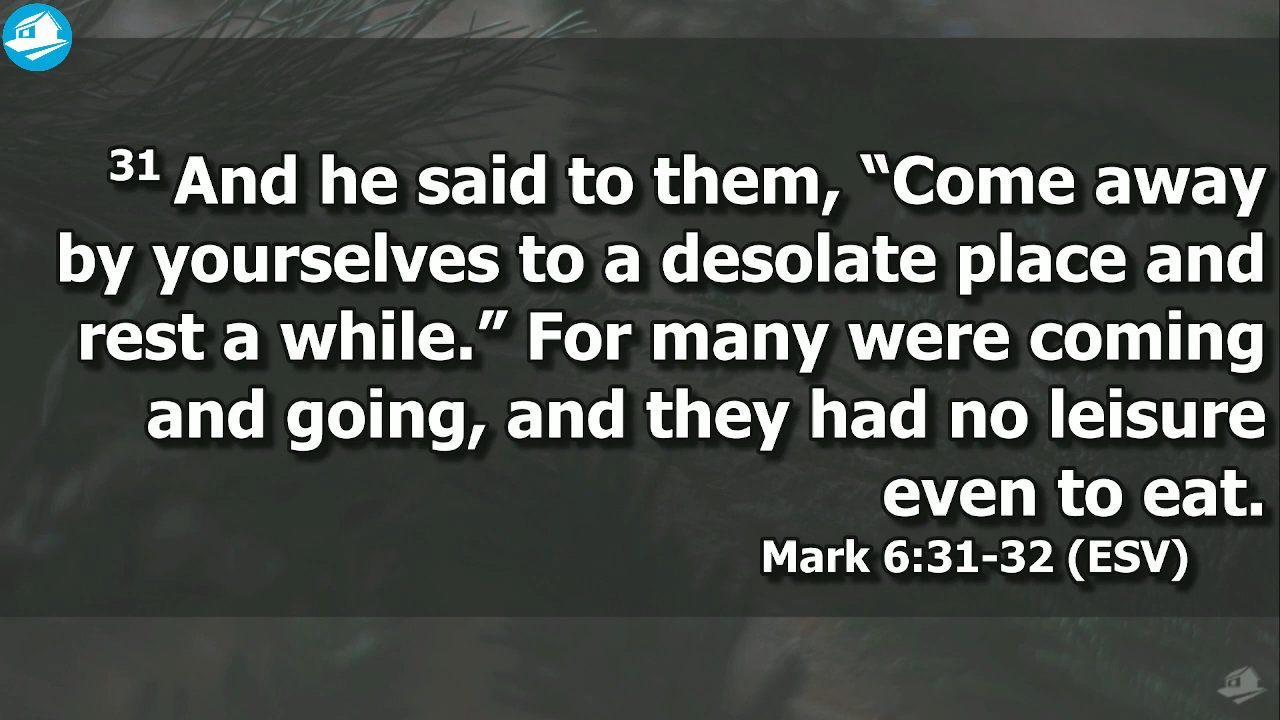 31 And he said to them, “Come away
by yourselves to a desolate place and
rest a while.” For many were coming
and going, and they had no leisure
even to eat.
Mark 6:31-32 (ESV)